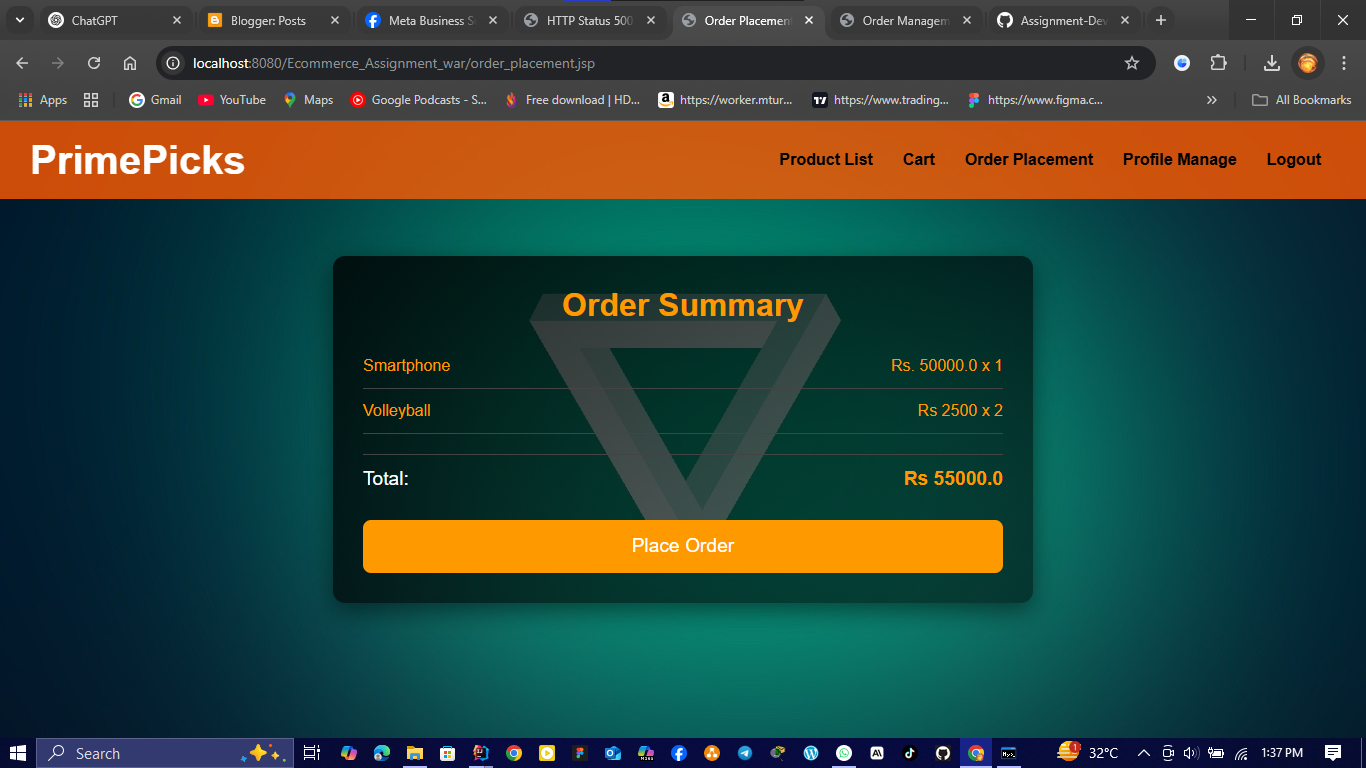 ChatGPT
Blogger: Posts
Meta Business S
HTTP Status 500
Order Placement
Order Managem
Assignment-Dev
localhost:8080/Ecommerce_Assignment_war/order_placement.jsp
Apps
Gmail
YouTube
Maps
Google Podcasts - S...
Free download | HD...
https://worker.mtur...
https://www.trading...
https://www.figma.c...
All Bookmarks
PrimePicks
Product List
Cart
Order Placement
Profile Manage
Logout
Order Summary
Smartphone Rs. 50000.0 x 1
Volleyball Rs 2500 x 2
Total: Rs 55000.0
Place Order
Search
1
32°C
1:37 PM